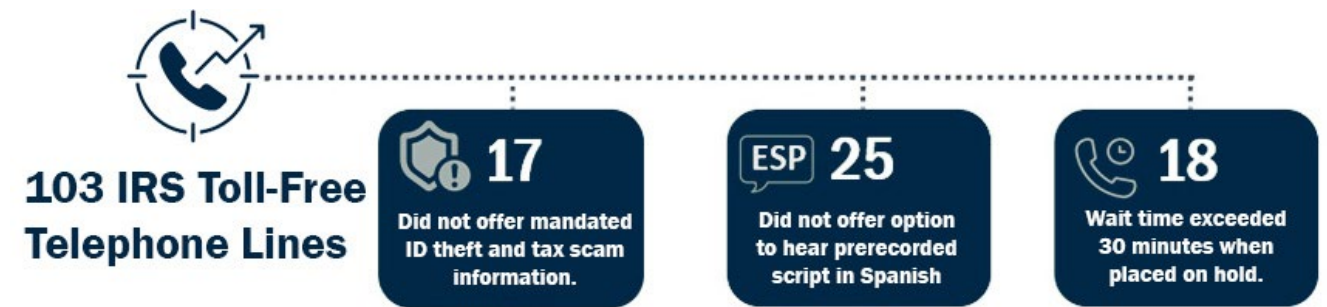 103 IRS Toll-Free
Telephone Lines
17
Did not offer mandated
ID theft and tax scam
information.
ESP
25
Did not offer option
to hear prerecorded
script in Spanish
18
Wait time exceeded
30 minutes when
placed on hold.